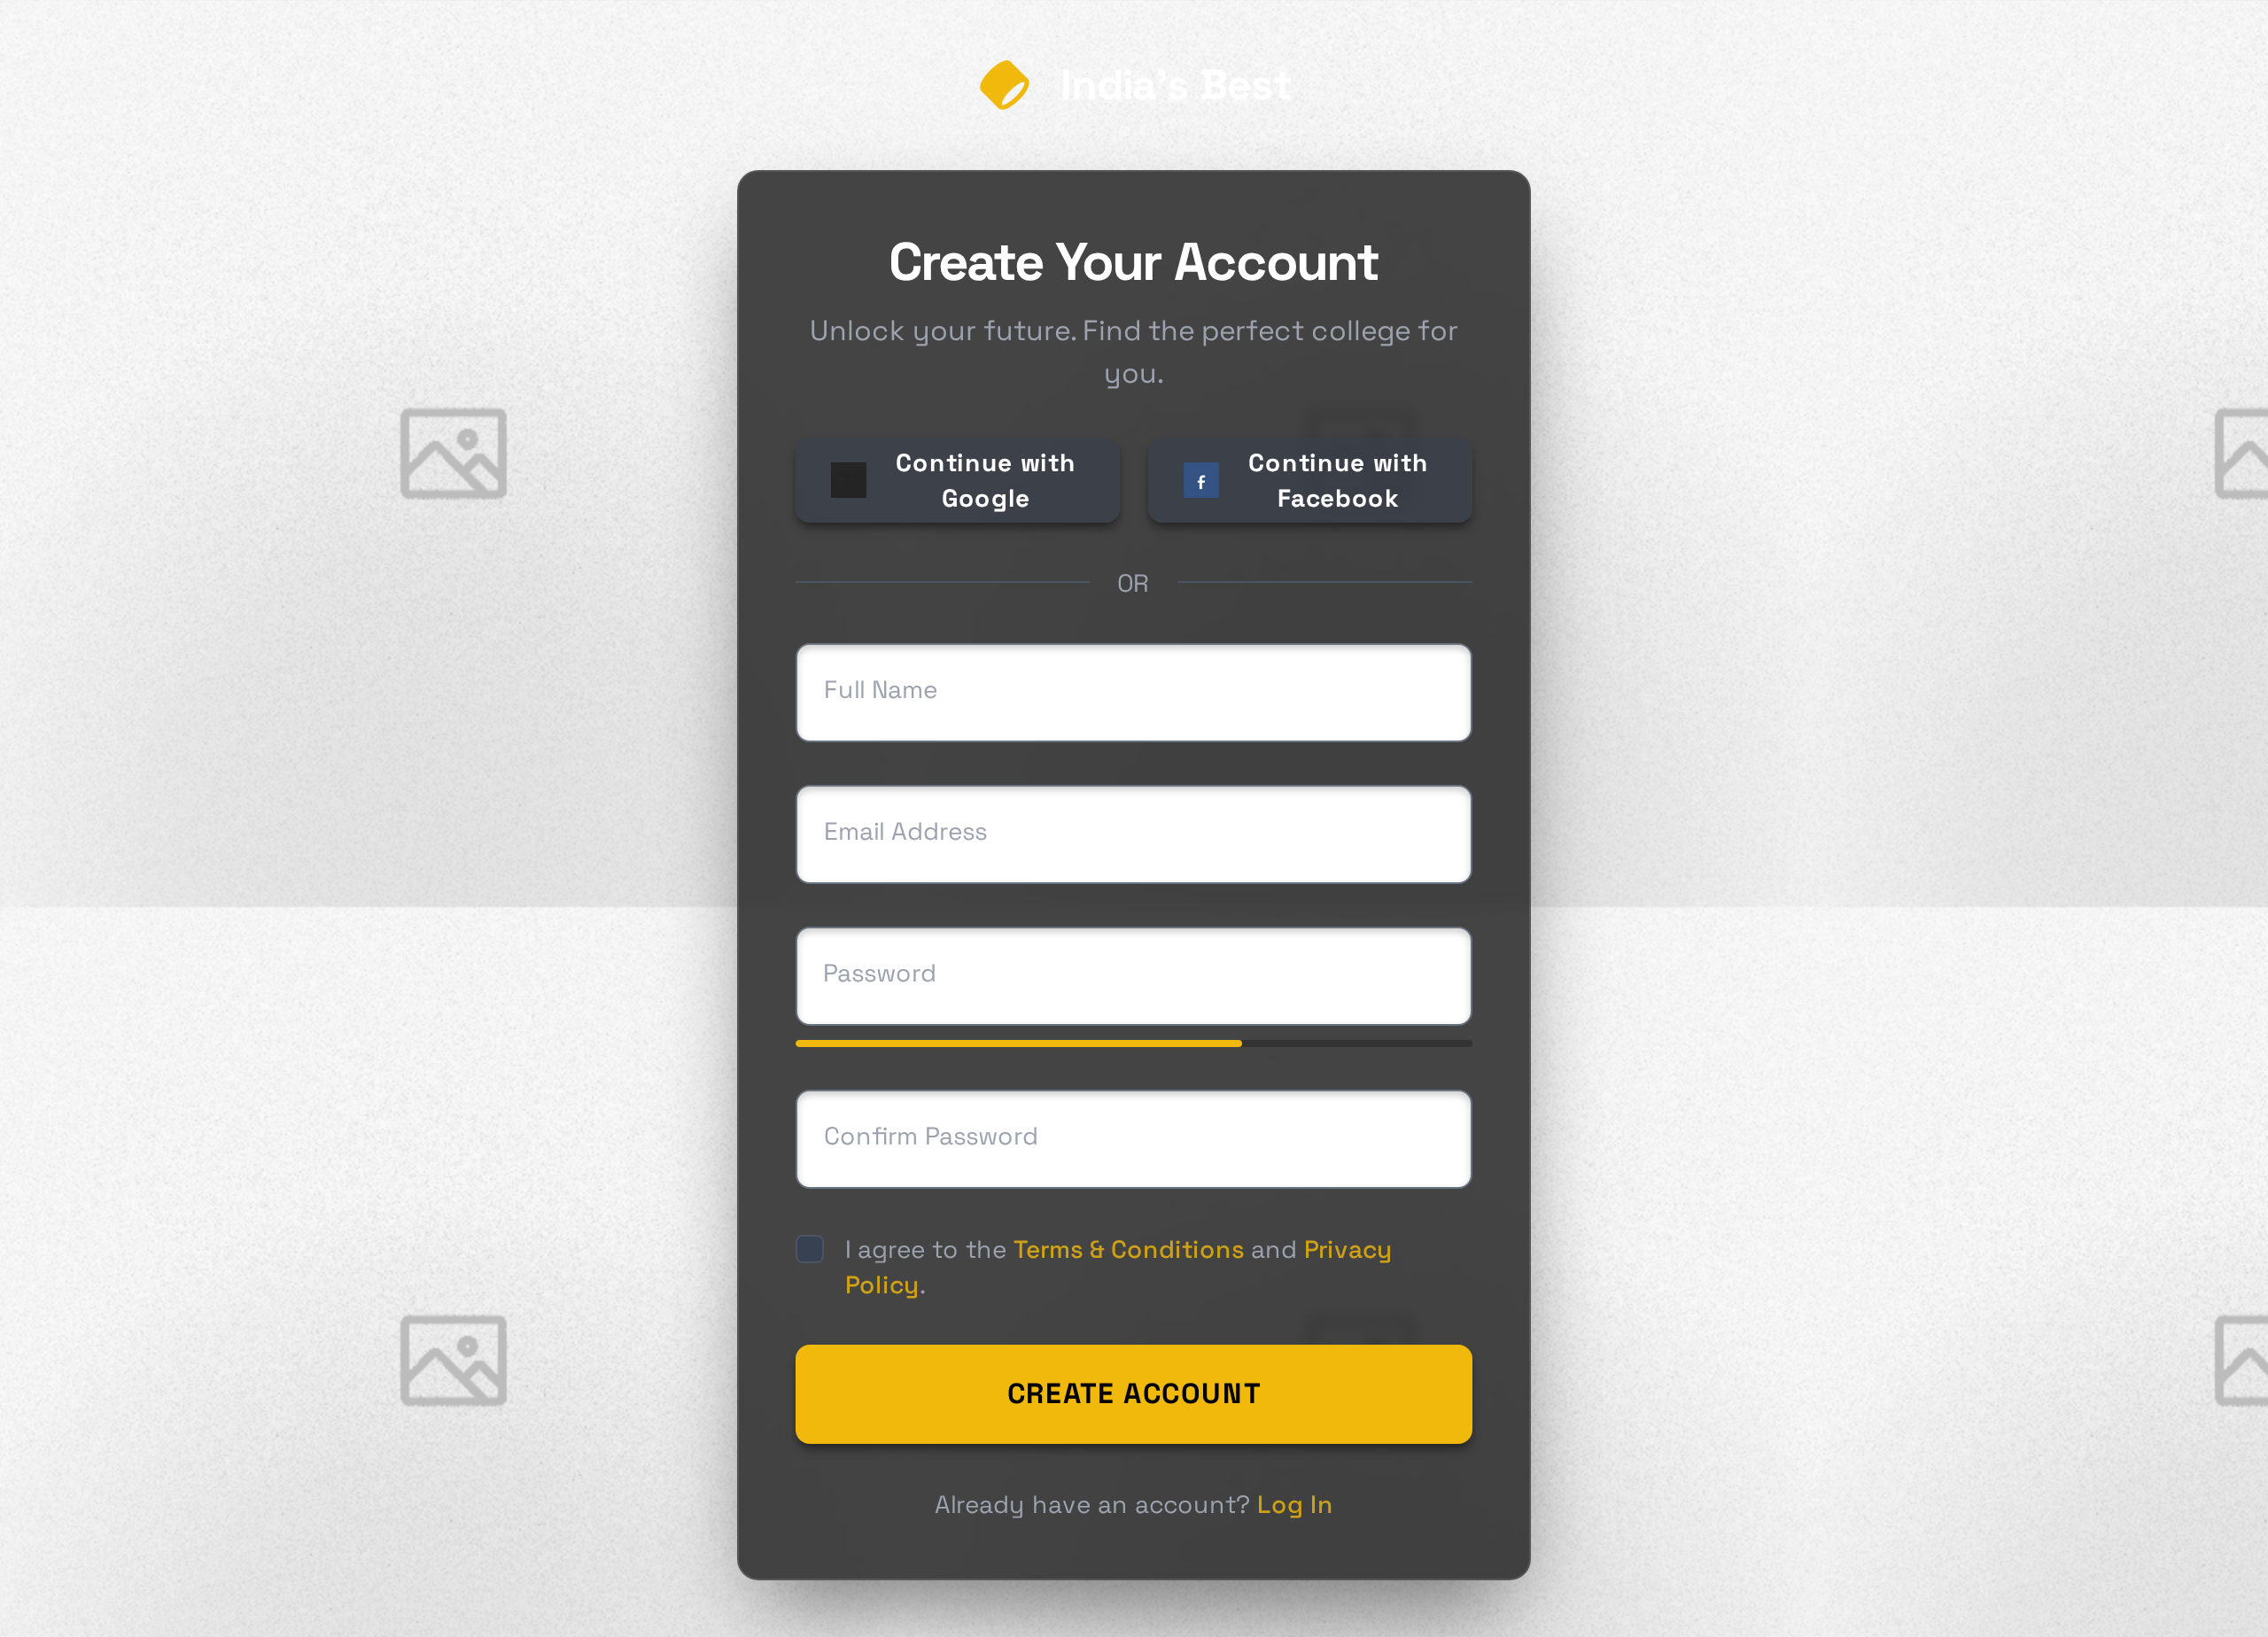 India's Best
Create Your Account
Unlock your future. Find the perfect college for
you.
Continue with
Google
f
Continue with
Facebook
OR
Full Name
Email Address
Password
Confirm Password
I agree to the Terms & Conditions and Privacy
Policy.
CREATE ACCOUNT
Already have an account? Log In